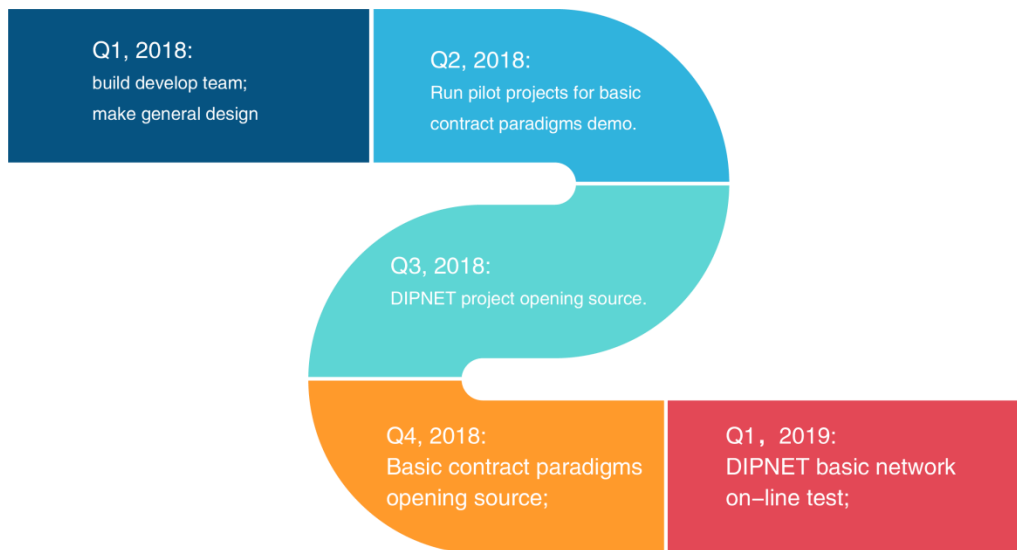 Q1, 2018:
build develop team;
make general design
Q2, 2018:
Run pilot projects for basic
contract paradigms demo.
Q3, 2018:
DIPNET project opening source.
Q4, 2018:
Basic contract paradigms
opening source;
Q1，2019:
DIPNET basic network
on–line test;